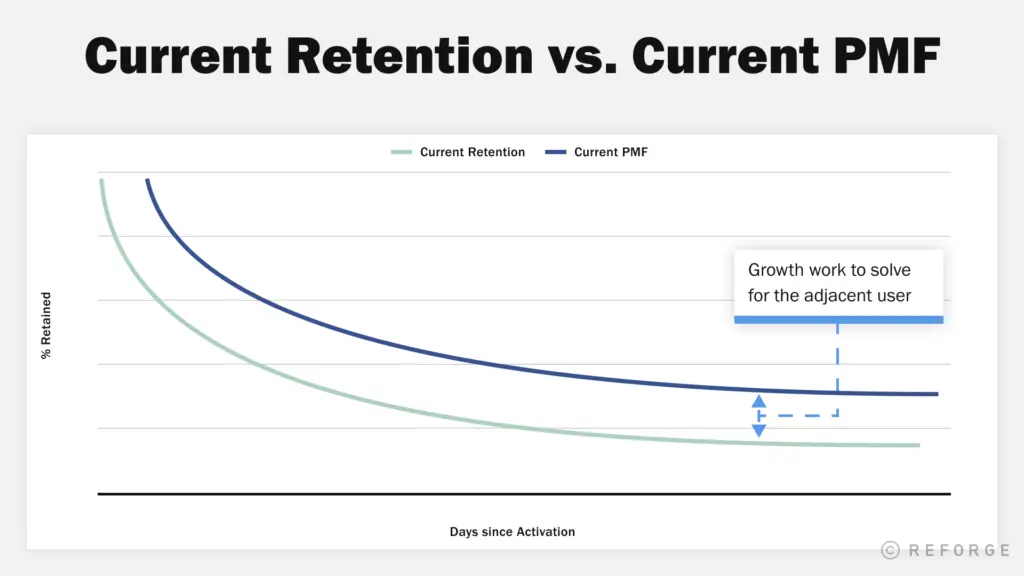 Current Retention vs. Current PMF
Current Retention
Current PMF
Growth work to solve
for the adjacent user
% Retained
Days since Activation
© REFORGE